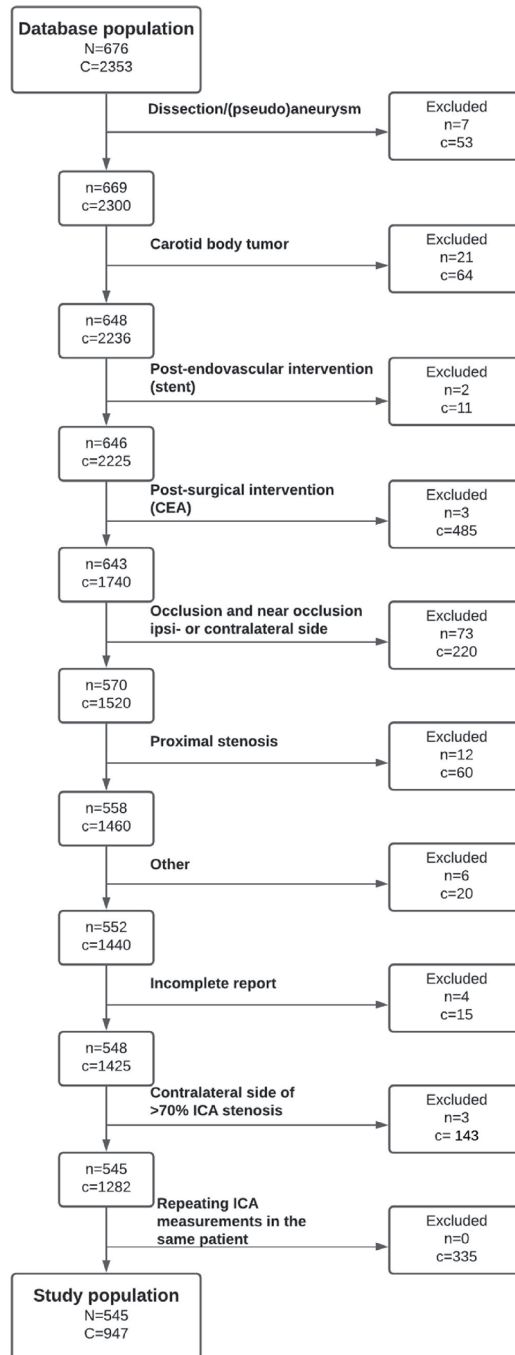 Database population
N=676
C=2353
Dissection/(pseudo)aneurysm
Excluded
n=7
c=53
n=669
c=2300
Carotid body tumor
Excluded
n=21
c=64
n=648
c=2236
Post-endovascular intervention
(stent)
Excluded
n=2
c=11
n=646
c=2225
Post-surgical intervention
(CEA)
Excluded
n=3
c=485
n=643
c=1740
Occlusion and near occlusion
ipsi- or contralateral side
Excluded
n=73
c=220
n=570
c=1520
Proximal stenosis
Excluded
n=12
c=60
n=558
c=1460
Other
Excluded
n=6
c=20
n=552
c=1440
Incomplete report
Excluded
n=4
c=15
n=548
c=1425
Contralateral side of
>70% ICA stenosis
Excluded
n=3
c= 143
n=545
c=1282
Repeating ICA
measurements in the
same patient
Excluded
n=0
c=335
Study population
N=545
C=947